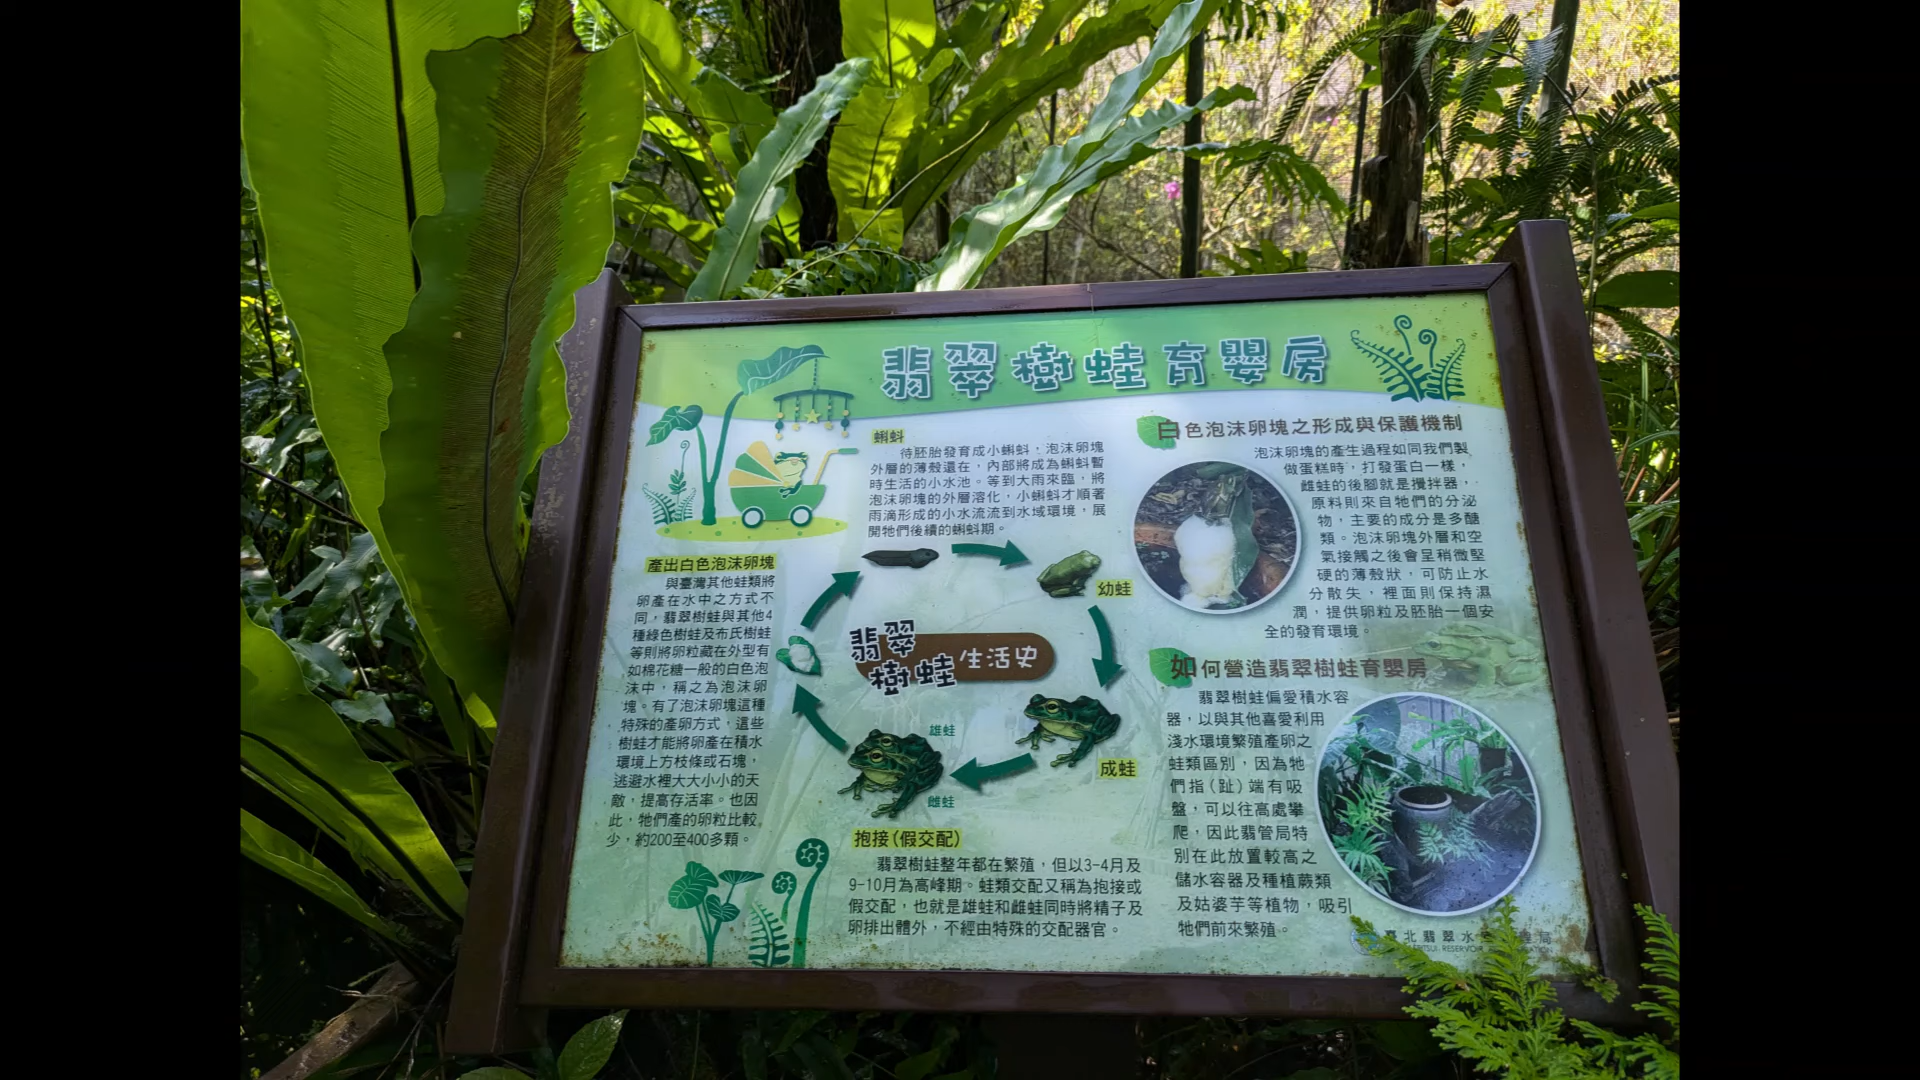 翡翠樹蛙育嬰房
蝌蚪
待胚胎發育成小蝌蚪，泡沫卵塊
外層的薄殼還在，內部將成為蝌蚪暫
時生活的小水池。等到大雨來臨，將
泡沫卵塊的外層溶化，小蝌蚪才順著
雨滴形成的小水流流到水域環境，展
開牠們後續的蝌蚪期。
產出白色泡沫卵塊
與臺灣其他蛙類將
卵產在水中之方式不
同，翡翠樹蛙與其他4
種綠色樹蛙及布氏樹蛙
等則將卵粒藏在外型有
如棉花糖一般的白色泡
沫中，稱之為泡沫卵
塊。有了泡沫卵塊這種
特殊的產卵方式，這些
樹蛙才能將卵產在積水
環境上方枝條或石塊，
逃避水裡大大小小的天
敵，提高存活率。也因
此，牠們產的卵粒比較
少，約200至400多顆。
幼蛙
翡翠
樹蛙生活史
雄蛙
成蛙
雌蛙
抱接(假交配)
翡翠樹蛙整年都在繁殖，但以3-4月及
9-10月為高峰期。蛙類交配又稱為抱接或
假交配，也就是雄蛙和雌蛙同時將精子及
卵排出體外，不經由特殊的交配器官。
白色泡沫卵塊之形成與保護機制
泡沫卵塊的產生過程如同我們製
做蛋糕時，打發蛋白一樣，
雌蛙的後腳就是攪拌器，
原料則來自牠們的分泌
物，主要的成分是多醣
類。泡沫卵塊外層和空
氣接觸之後會呈稍微堅
硬的薄殼狀，可防止水
分散失，裡面則保持濕
潤，提供卵粒及胚胎一個安
全的發育環境。
如何營造翡翠樹蛙育嬰房
翡翠樹蛙偏愛積水容
器，以與其他喜愛利用
淺水環境繁殖產卵之
蛙類區別，因為牠
們指(趾)端有吸
盤，可以往高處攀
爬，因此翡管局特
別在此放置較高之
儲水容器及種植蕨類
及姑婆芋等植物，吸引
牠們前來繁殖。
臺北翡翠水
RESERVOIR